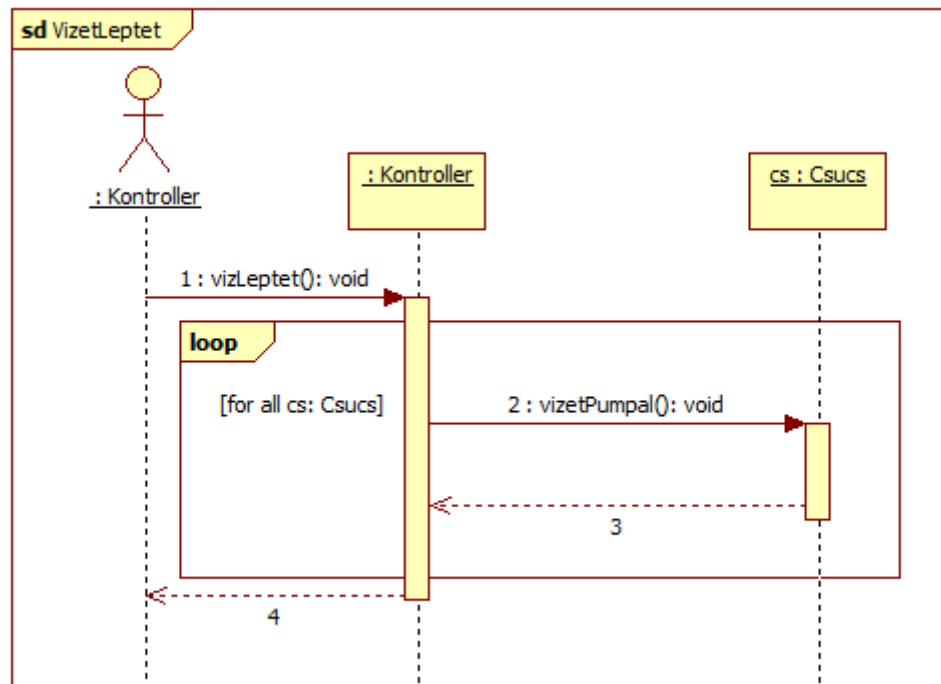 sd VizetLeptet
: Kontroller
: Kontroller
cs : Csucs
1 : vizLeptet(): void
loop
[for all cs: Csucs]
2 : vizetPumpal(): void
3
4